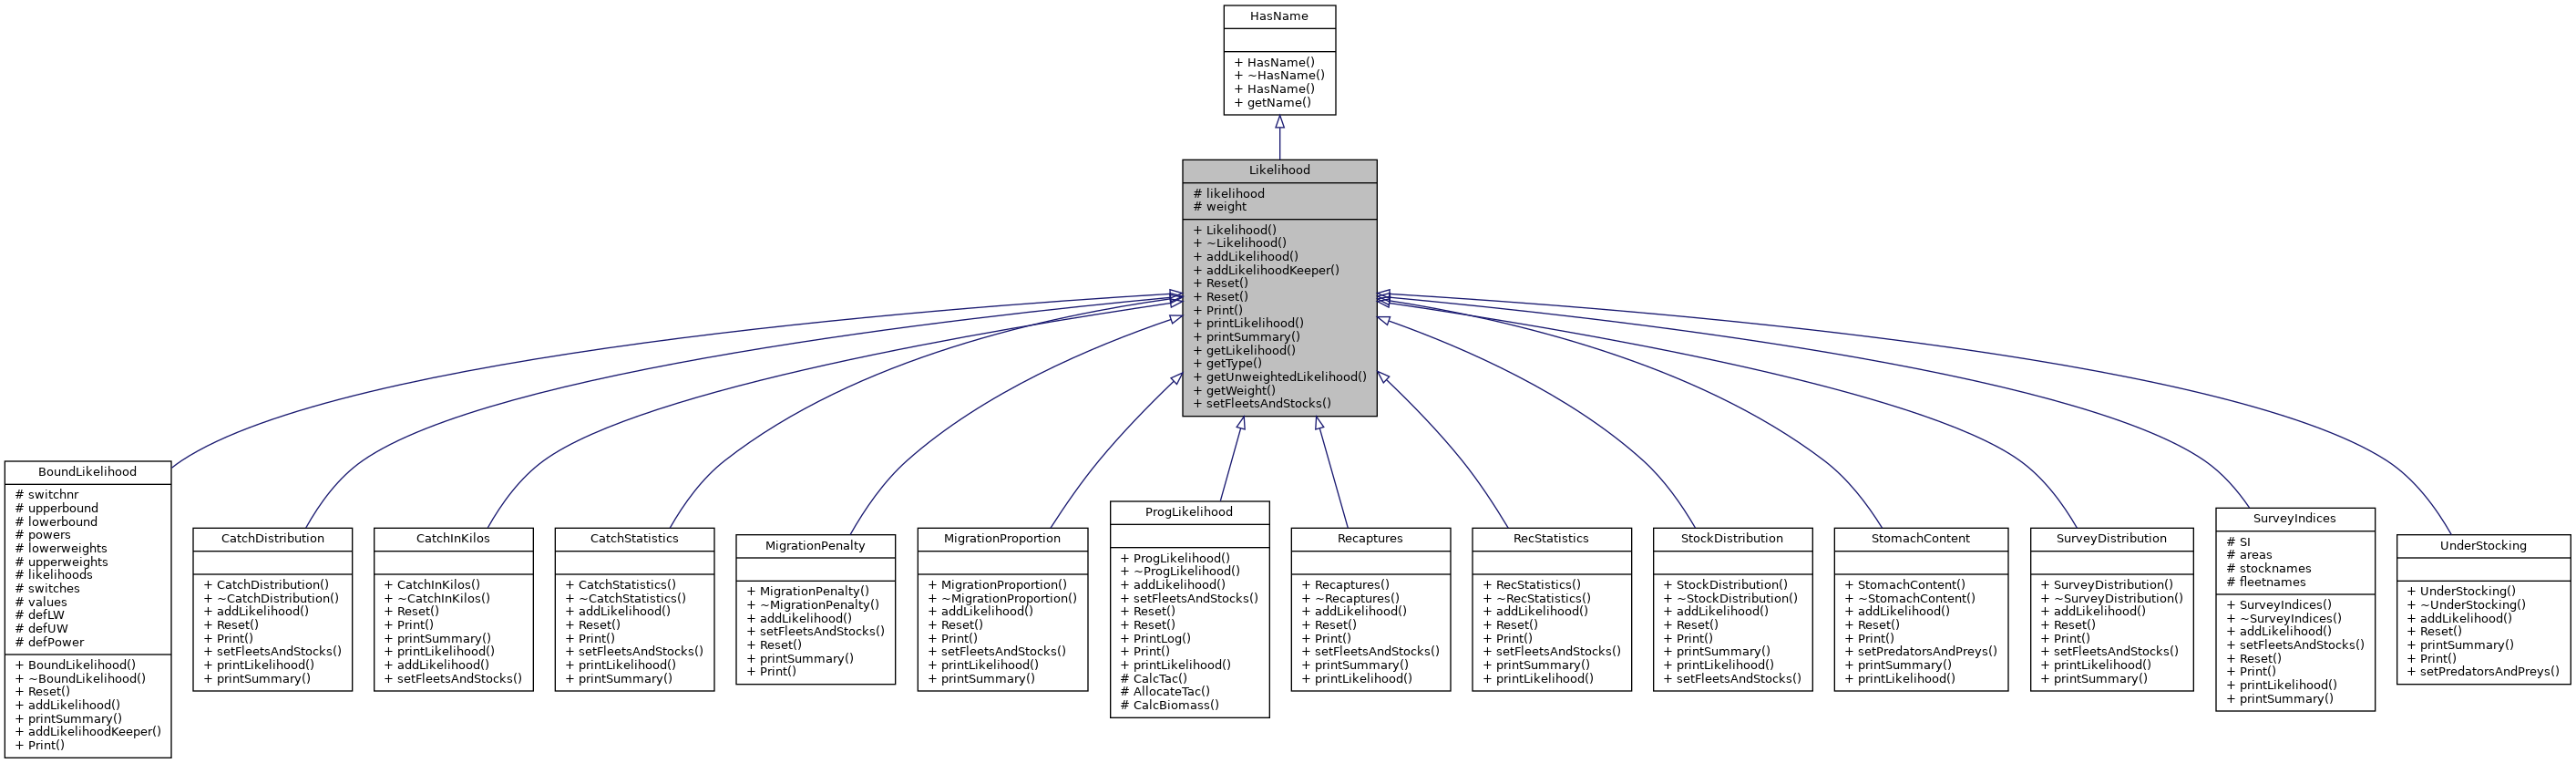 HasName
+ HasName()
+ ~HasName()
+ HasName()
+ getName()
Likelihood
# likelihood
# weight
+ Likelihood()
+ ~Likelihood()
+ addLikelihood()
+ addLikelihoodKeeper()
+ Reset()
+ Reset()
+ Print()
+ printLikelihood()
+ printSummary()
+ getLikelihood()
+ getType()
+ getUnweightedLikelihood()
+ getWeight()
+ setFleetsAndStocks()
BoundLikelihood
# switchnr
# upperbound
# lowerbound
# powers
# lowerweights
# upperweights
# likelihoods
# switches
# values
# defLW
# defUW
# defPower
+ BoundLikelihood()
+ ~BoundLikelihood()
+ Reset()
+ addLikelihood()
+ printSummary()
+ addLikelihoodKeeper()
+ Print()
CatchDistribution
+ CatchDistribution()
+ ~CatchDistribution()
+ addLikelihood()
+ Reset()
+ Print()
+ setFleetsAndStocks()
+ printLikelihood()
+ printSummary()
CatchInKilos
+ CatchInKilos()
+ ~CatchInKilos()
+ Reset()
+ Print()
+ printSummary()
+ printLikelihood()
+ addLikelihood()
+ setFleetsAndStocks()
CatchStatistics
+ CatchStatistics()
+ ~CatchStatistics()
+ addLikelihood()
+ Reset()
+ Print()
+ setFleetsAndStocks()
+ printLikelihood()
+ printSummary()
MigrationPenalty
+ MigrationPenalty()
+ ~MigrationPenalty()
+ addLikelihood()
+ setFleetsAndStocks()
+ Reset()
+ printSummary()
+ Print()
MigrationProportion
+ MigrationProportion()
+ ~MigrationProportion()
+ addLikelihood()
+ Reset()
+ Print()
+ setFleetsAndStocks()
+ printLikelihood()
+ printSummary()
ProgLikelihood
+ ProgLikelihood()
+ ~ProgLikelihood()
+ addLikelihood()
+ setFleetsAndStocks()
+ Reset()
+ Reset()
+ PrintLog()
+ Print()
+ printLikelihood()
# CalcTac()
# AllocateTac()
# CalcBiomass()
Recaptures
+ Recaptures()
+ ~Recaptures()
+ addLikelihood()
+ Reset()
+ Print()
+ setFleetsAndStocks()
+ printSummary()
+ printLikelihood()
RecStatistics
+ RecStatistics()
+ ~RecStatistics()
+ addLikelihood()
+ Reset()
+ Print()
+ setFleetsAndStocks()
+ printSummary()
+ printLikelihood()
StockDistribution
+ StockDistribution()
+ ~StockDistribution()
+ addLikelihood()
+ Reset()
+ Print()
+ printSummary()
+ printLikelihood()
+ setFleetsAndStocks()
StomachContent
+ StomachContent()
+ ~StomachContent()
+ addLikelihood()
+ Reset()
+ Print()
+ setPredatorsAndPreys()
+ printSummary()
+ printLikelihood()
SurveyDistribution
+ SurveyDistribution()
+ ~SurveyDistribution()
+ addLikelihood()
+ Reset()
+ Print()
+ setFleetsAndStocks()
+ printLikelihood()
+ printSummary()
SurveyIndices
# SI
# areas
# stocknames
# fleetnames
+ SurveyIndices()
+ ~SurveyIndices()
+ addLikelihood()
+ setFleetsAndStocks()
+ Reset()
+ Print()
+ printLikelihood()
+ printSummary()
UnderStocking
+ UnderStocking()
+ ~UnderStocking()
+ addLikelihood()
+ Reset()
+ printSummary()
+ Print()
+ setPredatorsAndPreys()